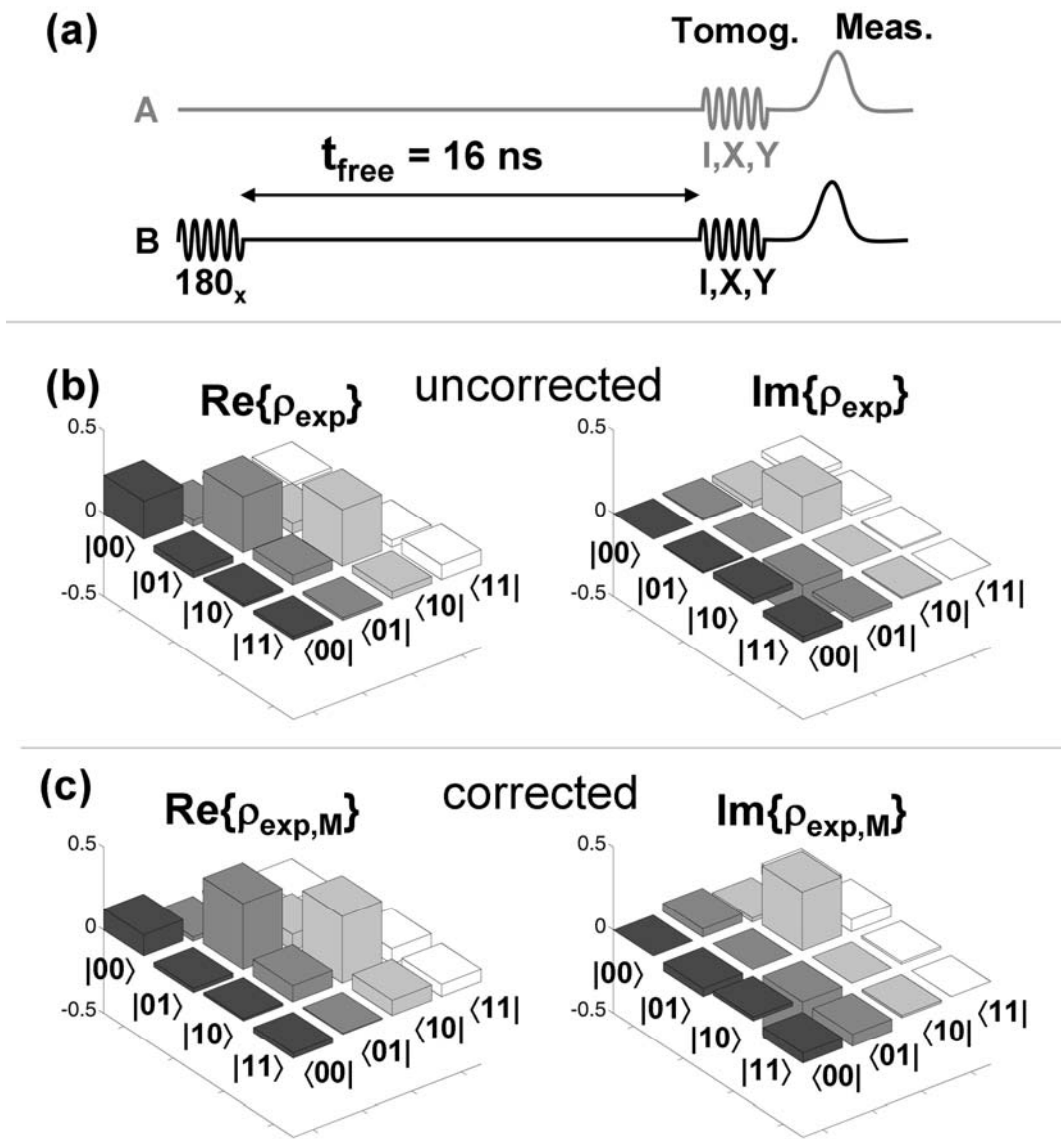 (a)
Tomog. Meas.
A
I,X,Y
t_free = 16 ns
B
180_x
I,X,Y
(b)
uncorrected
Re{ρ_exp}
Im{ρ_exp}
0.5
0
-0.5
|00⟩
|01⟩
|10⟩
|11⟩
⟨00|
⟨01|
⟨10|
⟨11|
0.5
0
-0.5
|00⟩
|01⟩
|10⟩
|11⟩
⟨00|
⟨01|
⟨10|
⟨11|
(c)
corrected
Re{ρ_exp,M}
Im{ρ_exp,M}
0.5
0
-0.5
|00⟩
|01⟩
|10⟩
|11⟩
⟨00|
⟨01|
⟨10|
⟨11|
0.5
0
-0.5
|00⟩
|01⟩
|10⟩
|11⟩
⟨00|
⟨01|
⟨10|
⟨11|